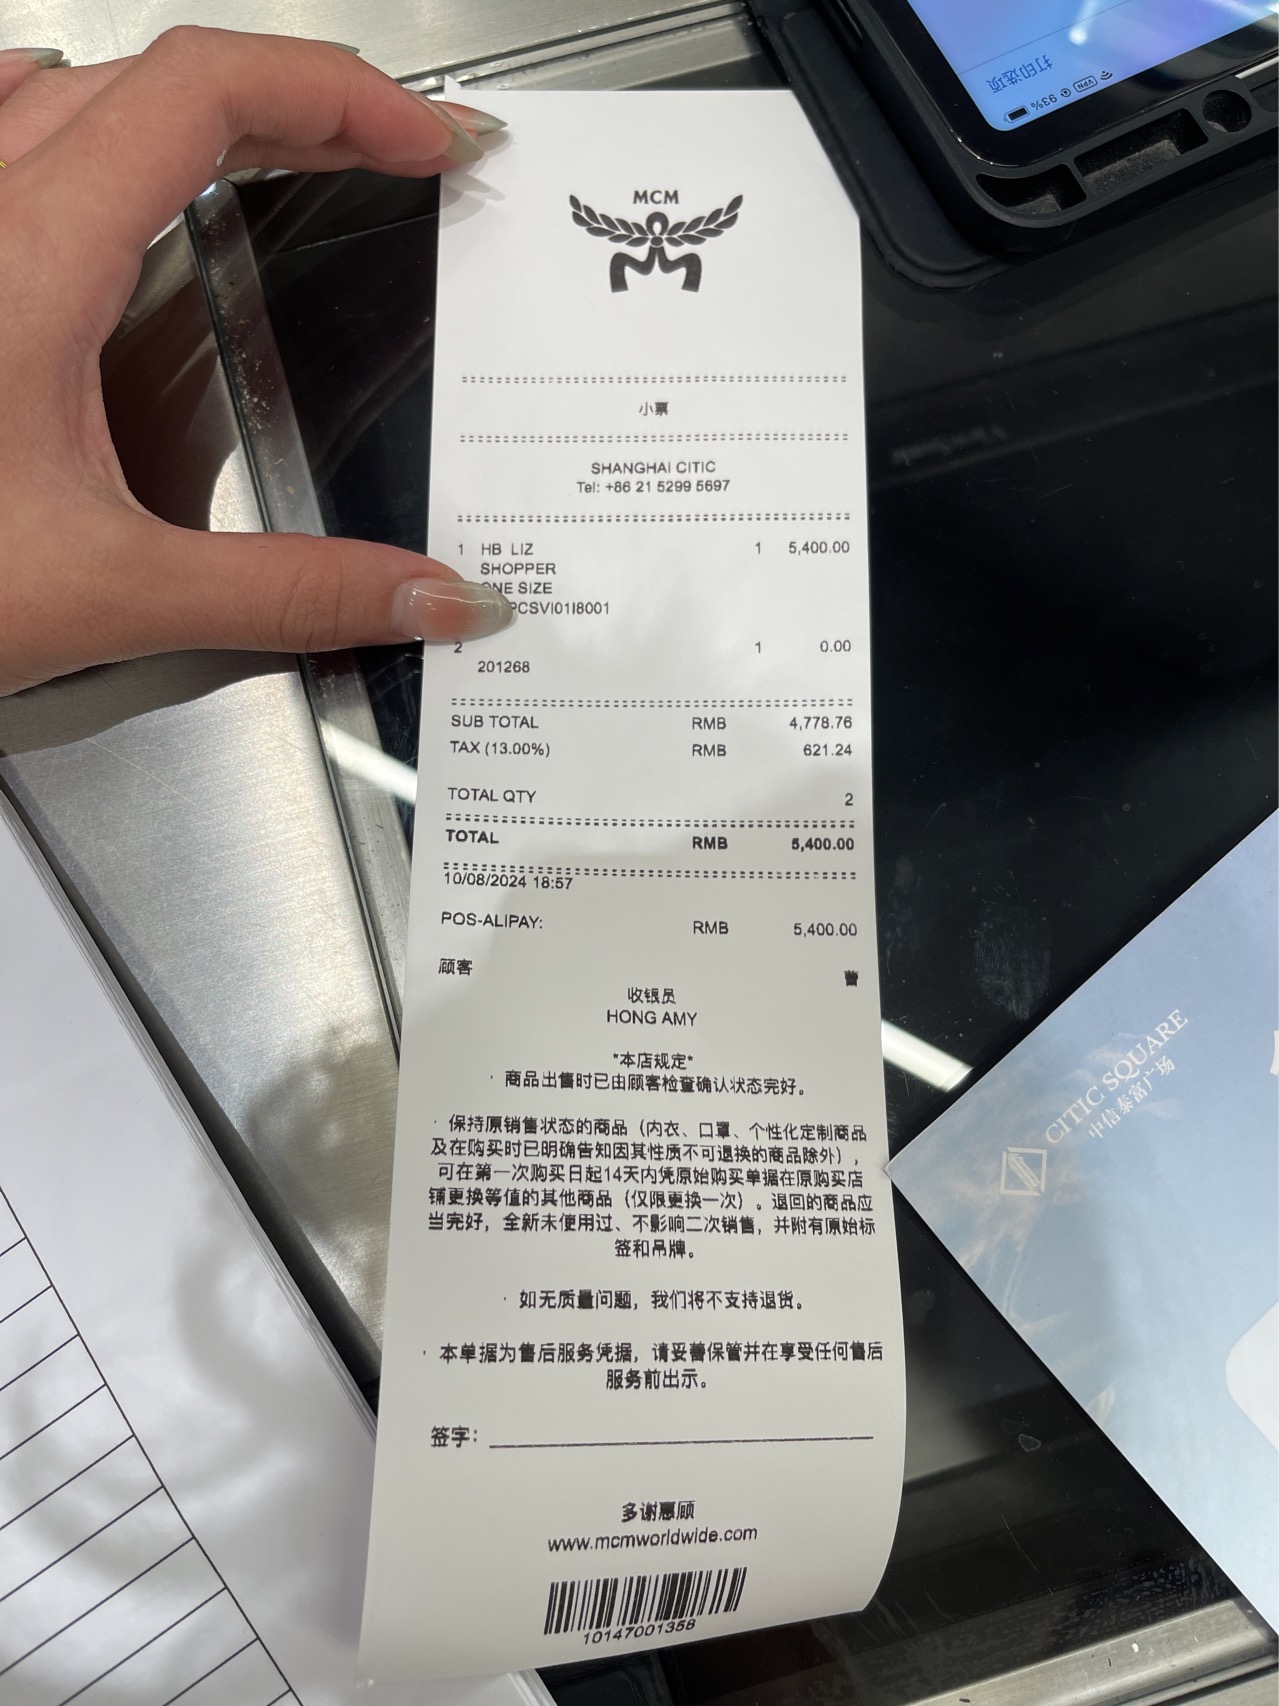 打印选项
VPN 93%
MCM
小票
SHANGHAI CITIC
Tel: +86 21 5299 5697
1 HB LIZ 1 5,400.00
SHOPPER
ONE SIZE
PCSVI01I8001
2 1 0.00
201268
SUB TOTAL RMB 4,778.76
TAX (13.00%) RMB 621.24
TOTAL QTY 2
TOTAL RMB 5,400.00
10/08/2024 18:57
POS-ALIPAY: RMB 5,400.00
顾客 曹
收银员
HONG AMY
*本店规定*
· 商品出售时已由顾客检查确认状态完好。
· 保持原销售状态的商品（内衣、口罩、个性化定制商品
及在购买时已明确告知因其性质不可退换的商品除外），
可在第一次购买日起14天内凭原始购买单据在原购买店
铺更换等值的其他商品（仅限更换一次）。退回的商品应
当完好，全新未使用过、不影响二次销售，并附有原始标
签和吊牌。
· 如无质量问题，我们将不支持退货。
· 本单据为售后服务凭据，请妥善保管并在享受任何售后
服务前出示。
签字：
多谢惠顾
www.mcmworldwide.com
10147001358
CITIC SQUARE
中信泰富广场